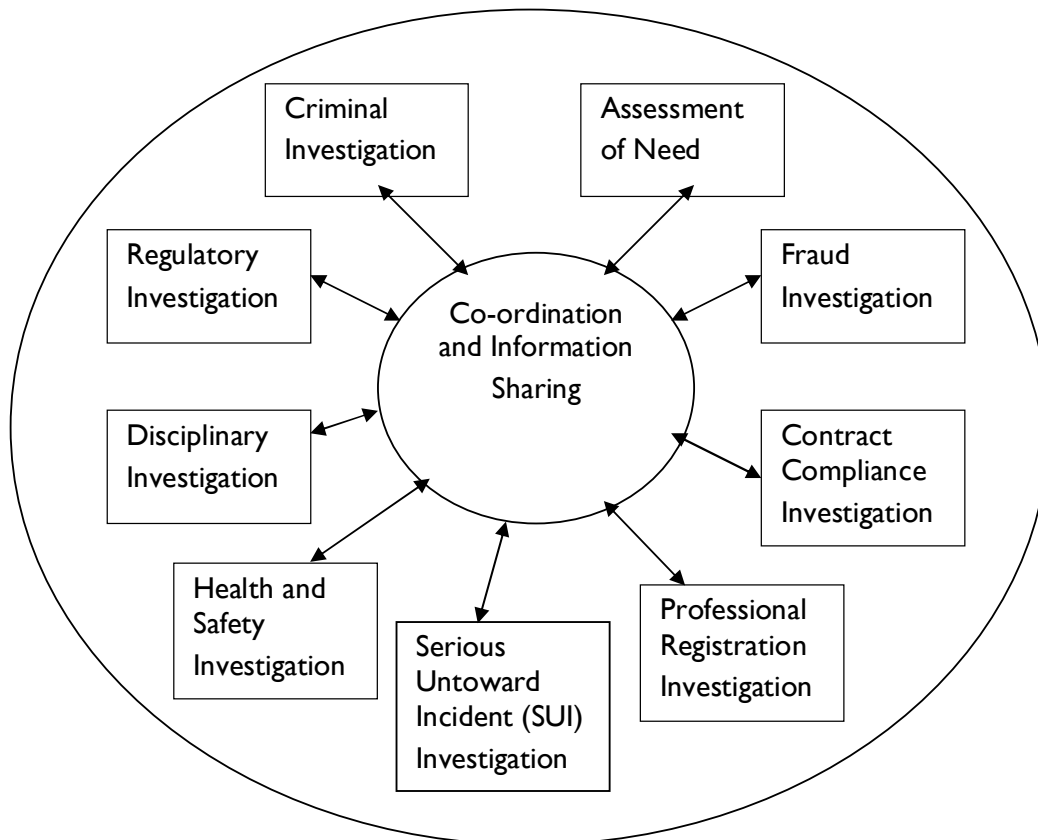 Criminal
Investigation
Assessment
of Need
Regulatory
Investigation
Fraud
Investigation
Co-ordination
and Information
Sharing
Disciplinary
Investigation
Contract
Compliance
Investigation
Health and
Safety
Investigation
Serious
Untoward
Incident (SUI)
Investigation
Professional
Registration
Investigation